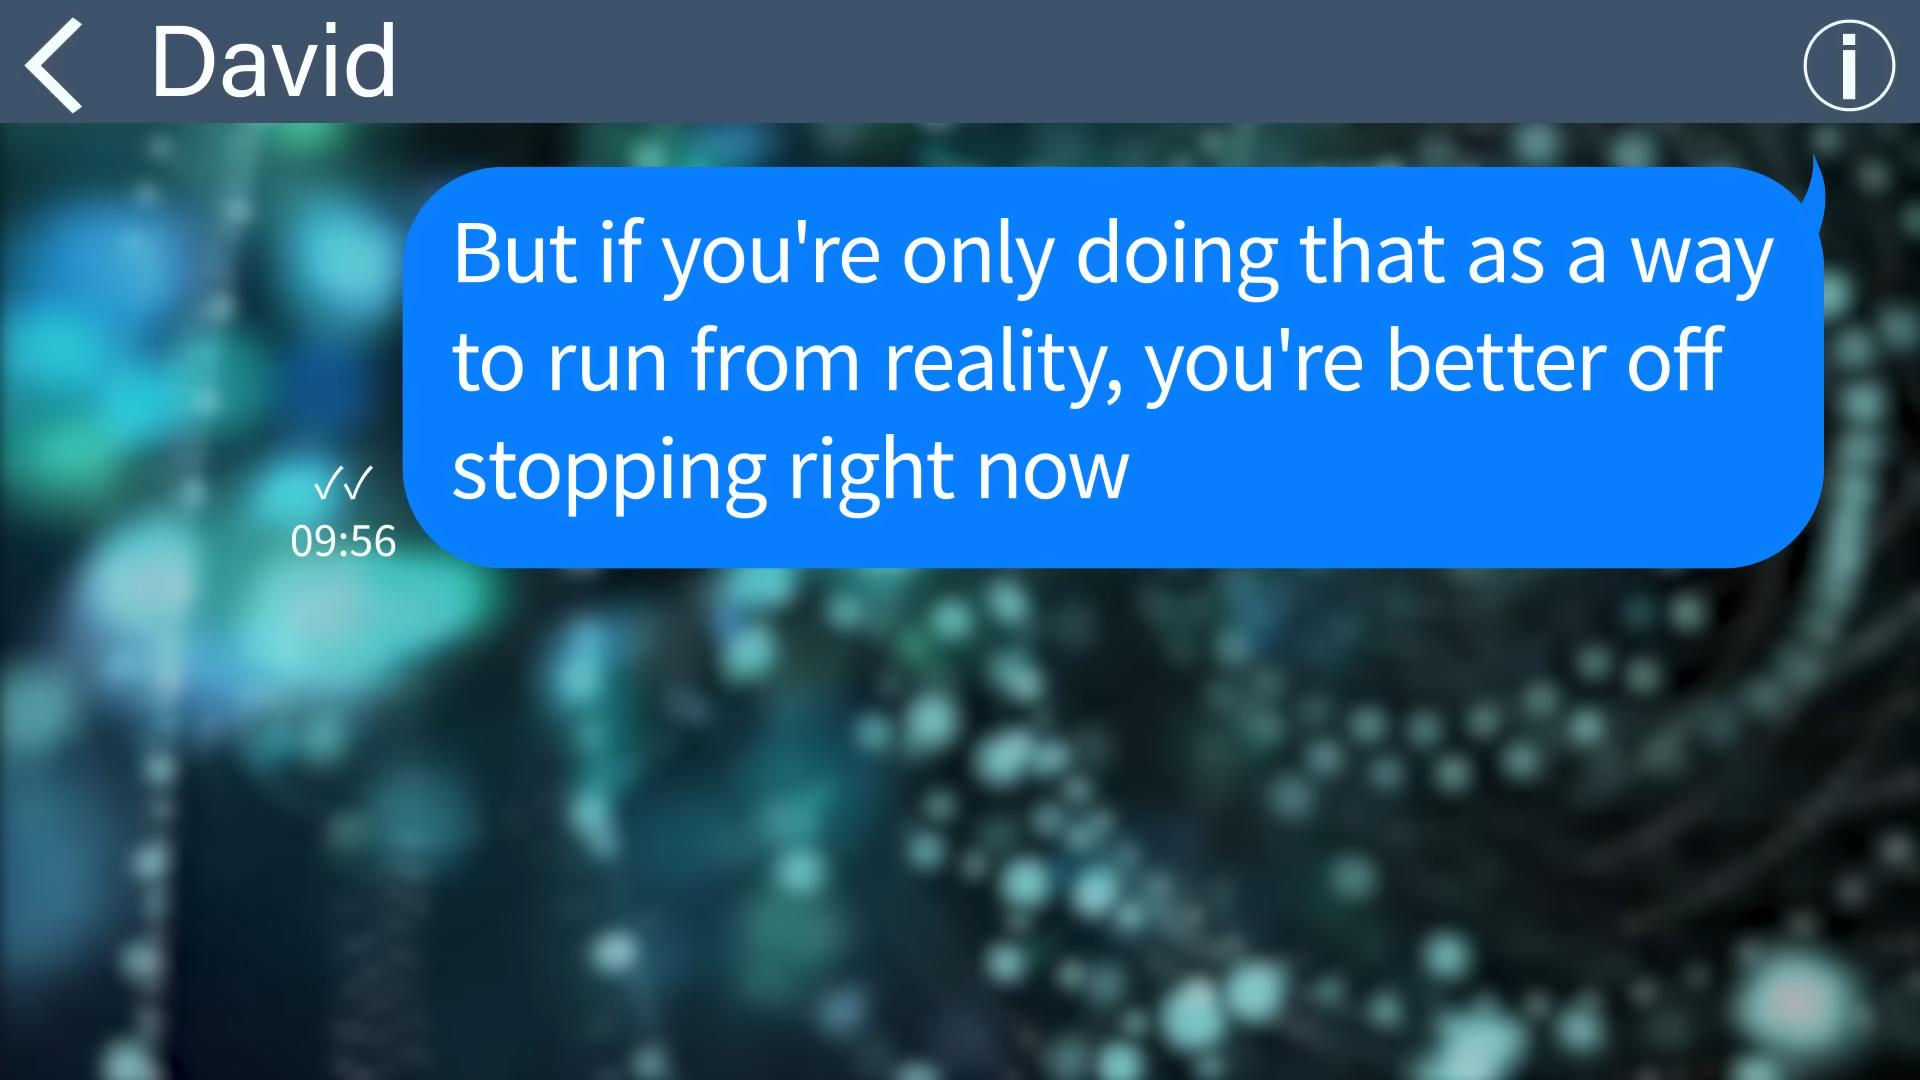 David
But if you're only doing that as a way
to run from reality, you're better off
stopping right now
✓✓
09:56